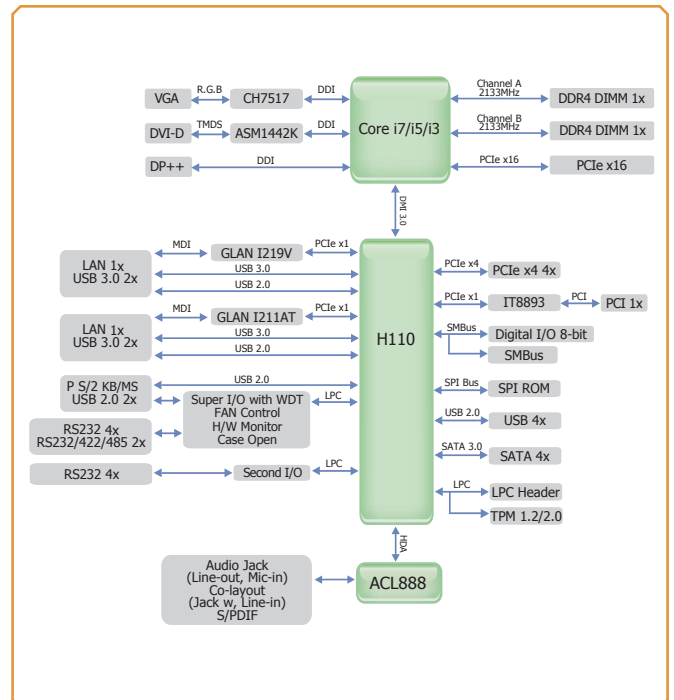 VGA
R.G.B
CH7517
DDI
Core i7/i5/i3
Channel A
2133MHz
DDR4 DIMM 1x
DVI-D
TMDS
ASM1442K
DDI
Channel B
2133MHz
DDR4 DIMM 1x
DP++
DDI
PCIe x16
PCIe x16
DMI 3.0
LAN 1x
USB 3.0 2x
MDI
GLAN I219V
PCIe x1
USB 3.0
USB 2.0
LAN 1x
USB 3.0 2x
MDI
GLAN I211AT
PCIe x1
USB 3.0
USB 2.0
H110
PCIe x4
PCIe x4 4x
PCIe x1
IT8893
PCI
PCI 1x
SMBus
Digital I/O 8-bit
SMBus
P S/2 KB/MS
USB 2.0 2x
USB 2.0
Super I/O with WDT
FAN Control
H/W Monitor
Case Open
LPC
RS232 4x
RS232/422/485 2x
RS232 4x
Second I/O
LPC
SPI Bus
SPI ROM
USB 2.0
USB 4x
SATA 3.0
SATA 4x
LPC
LPC Header
TPM 1.2/2.0
HDA
Audio Jack
(Line-out, Mic-in)
Co-layout
(Jack w, Line-in)
S/PDIF
ACL888